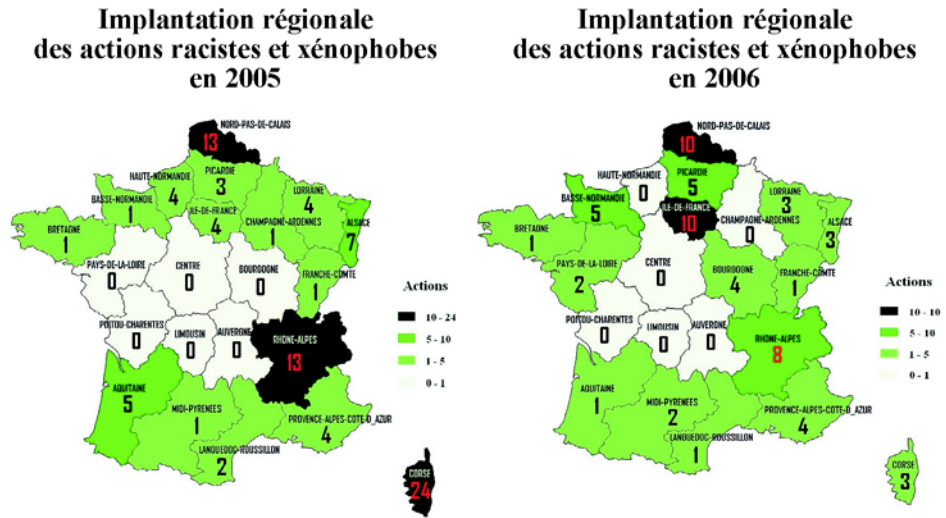 Implantation régionale
des actions racistes et xénophobes
en 2005
NORD-PAS-DE-CALAIS
13
HAUTE-NORMANDIE
4
PICARDIE
3
BASSE-NORMANDIE
1
ILE-DE-FRANCE
4
LORRAINE
4
CHAMPAGNE-ARDENNES
1
ALSACE
7
BRETAGNE
1
PAYS-DE-LA-LOIRE
0
CENTRE
0
BOURGOGNE
0
FRANCHE-COMTE
1
POITOU-CHARENTES
0
LIMOUSIN
0
AUVERGNE
0
RHONE-ALPES
13
AQUITAINE
5
MIDI-PYRENEES
1
LANGUEDOC-ROUSSILLON
2
PROVENCE-ALPES-COTE-D_AZUR
4
CORSE
24
Actions
10 - 24
5 - 10
1 - 5
0 - 1
Implantation régionale
des actions racistes et xénophobes
en 2006
NORD-PAS-DE-CALAIS
10
HAUTE-NORMANDIE
0
PICARDIE
5
BASSE-NORMANDIE
5
ILE-DE-FRANCE
10
LORRAINE
3
CHAMPAGNE-ARDENNES
0
ALSACE
3
BRETAGNE
1
PAYS-DE-LA-LOIRE
2
CENTRE
0
BOURGOGNE
4
FRANCHE-COMTE
1
POITOU-CHARENTES
0
LIMOUSIN
0
AUVERGNE
0
RHONE-ALPES
8
AQUITAINE
1
MIDI-PYRENEES
2
LANGUEDOC-ROUSSILLON
1
PROVENCE-ALPES-COTE-D_AZUR
4
CORSE
3
Actions
10 - 10
5 - 10
1 - 5
0 - 1